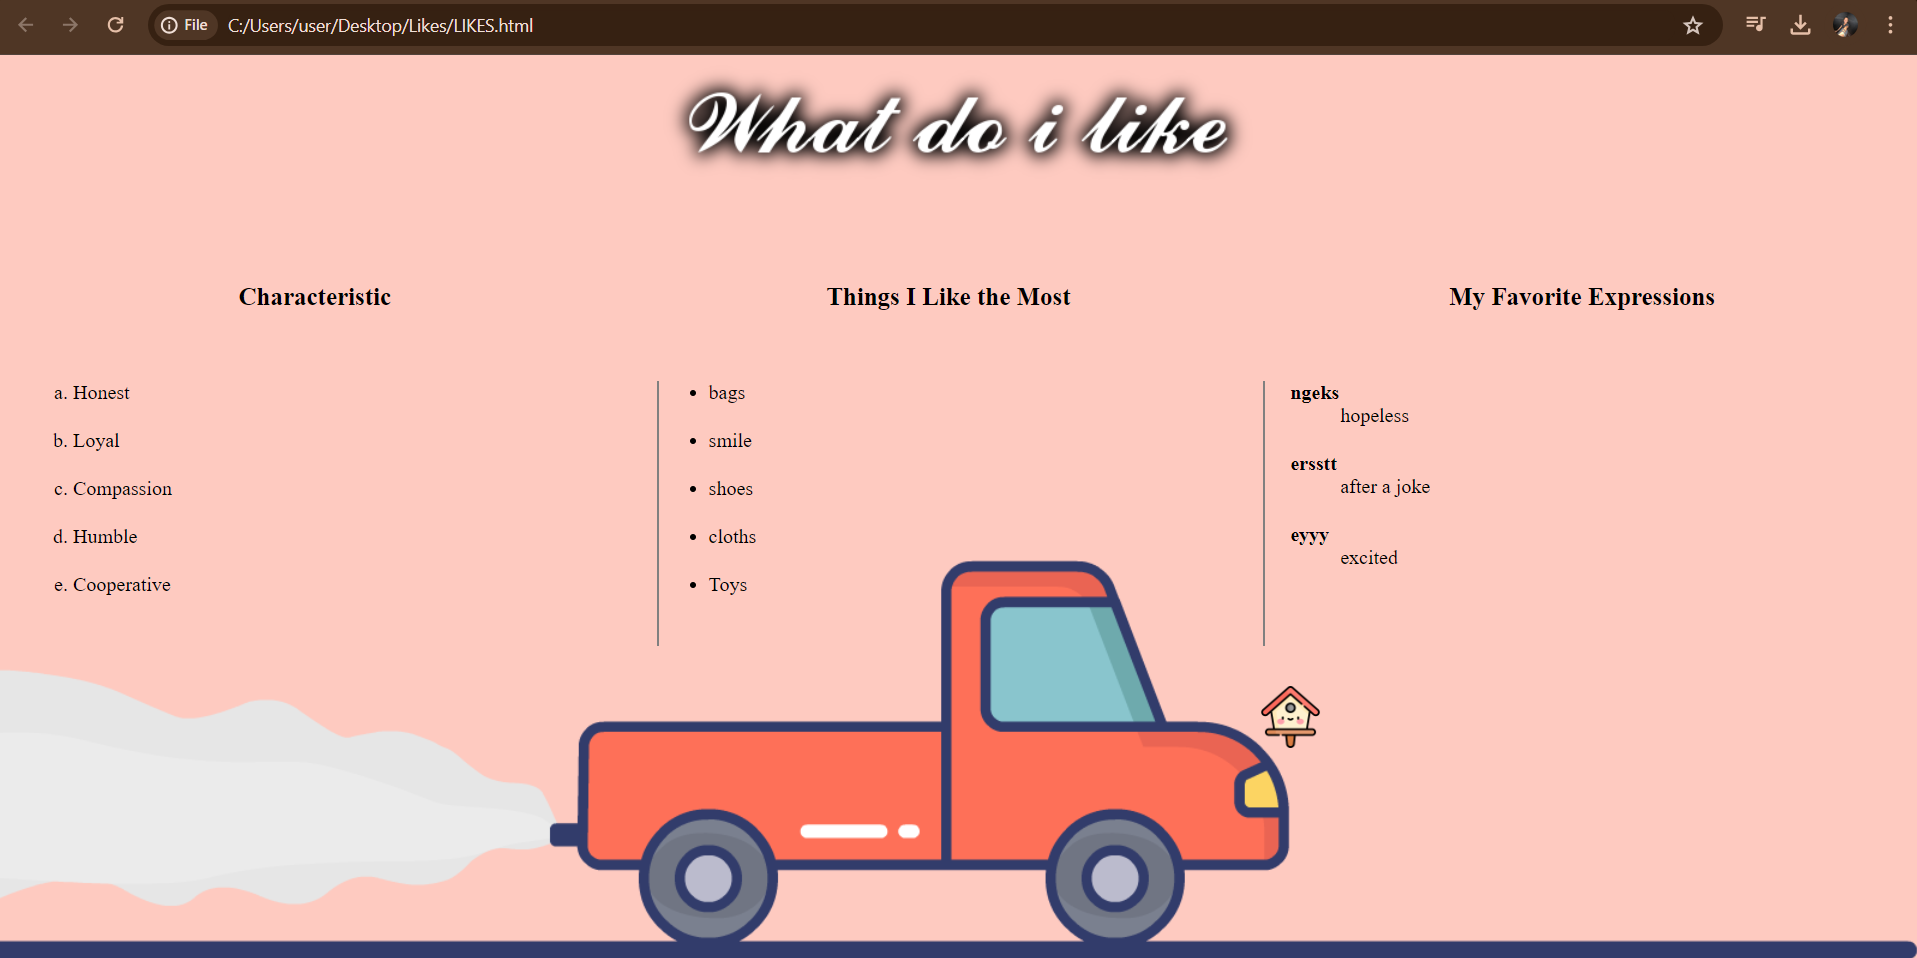 File C:/Users/user/Desktop/Likes/LIKES.html
What do i like
Characteristic
a. Honest
b. Loyal
c. Compassion
d. Humble
e. Cooperative
Things I Like the Most
• bags
• smile
• shoes
• cloths
• Toys
My Favorite Expressions
ngeks
hopeless
ersstt
after a joke
eyyy
excited